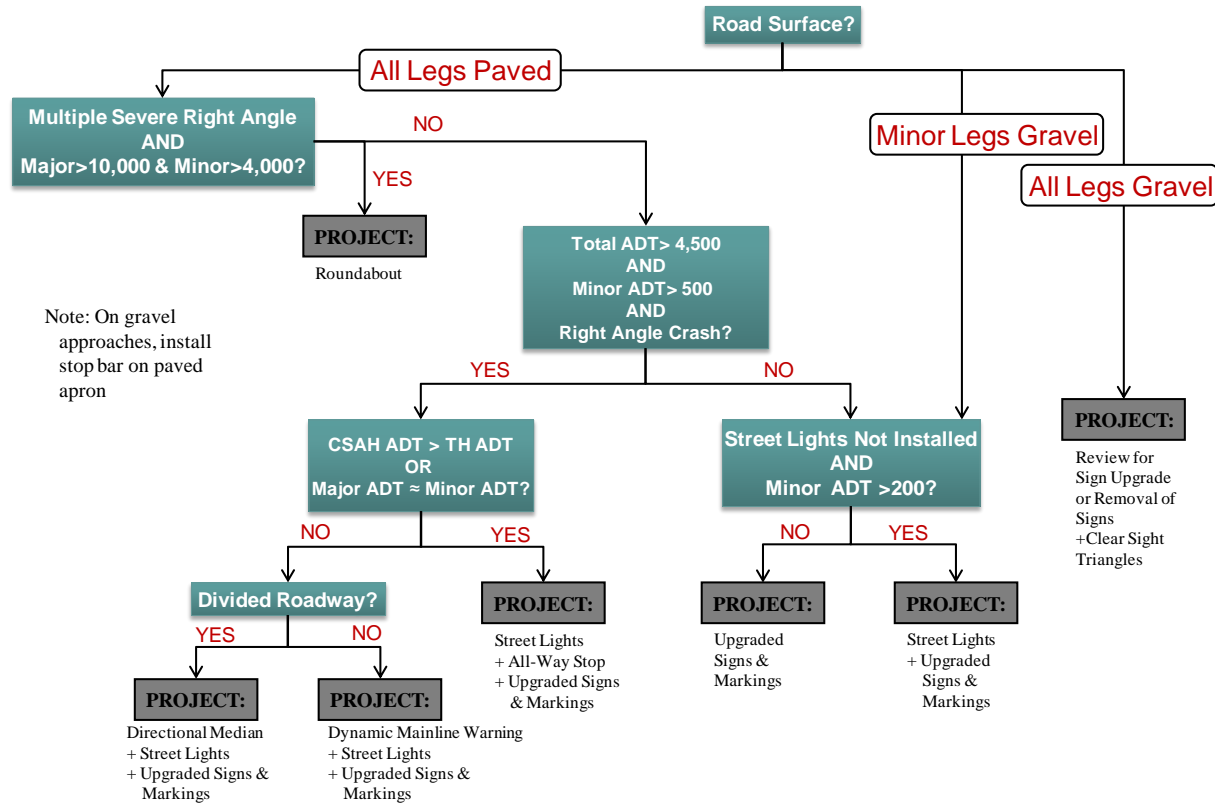 Road Surface?
All Legs Paved
Minor Legs Gravel
All Legs Gravel
Multiple Severe Right Angle
AND
Major>10,000 & Minor>4,000?
NO
YES
PROJECT:
Roundabout
Note: On gravel
approaches, install
stop bar on paved
apron
Total ADT> 4,500
AND
Minor ADT> 500
AND
Right Angle Crash?
YES
NO
CSAH ADT > TH ADT
OR
Major ADT ≈ Minor ADT?
Street Lights Not Installed
AND
Minor ADT >200?
PROJECT:
Review for
Sign Upgrade
or Removal of
Signs
+Clear Sight
Triangles
NO
YES
NO
YES
Divided Roadway?
PROJECT:
Street Lights
+ All-Way Stop
+ Upgraded Signs
& Markings
PROJECT:
Upgraded
Signs &
Markings
PROJECT:
Street Lights
+ Upgraded
Signs &
Markings
YES
NO
PROJECT:
Directional Median
+ Street Lights
+ Upgraded Signs &
Markings
PROJECT:
Dynamic Mainline Warning
+ Street Lights
+ Upgraded Signs &
Markings